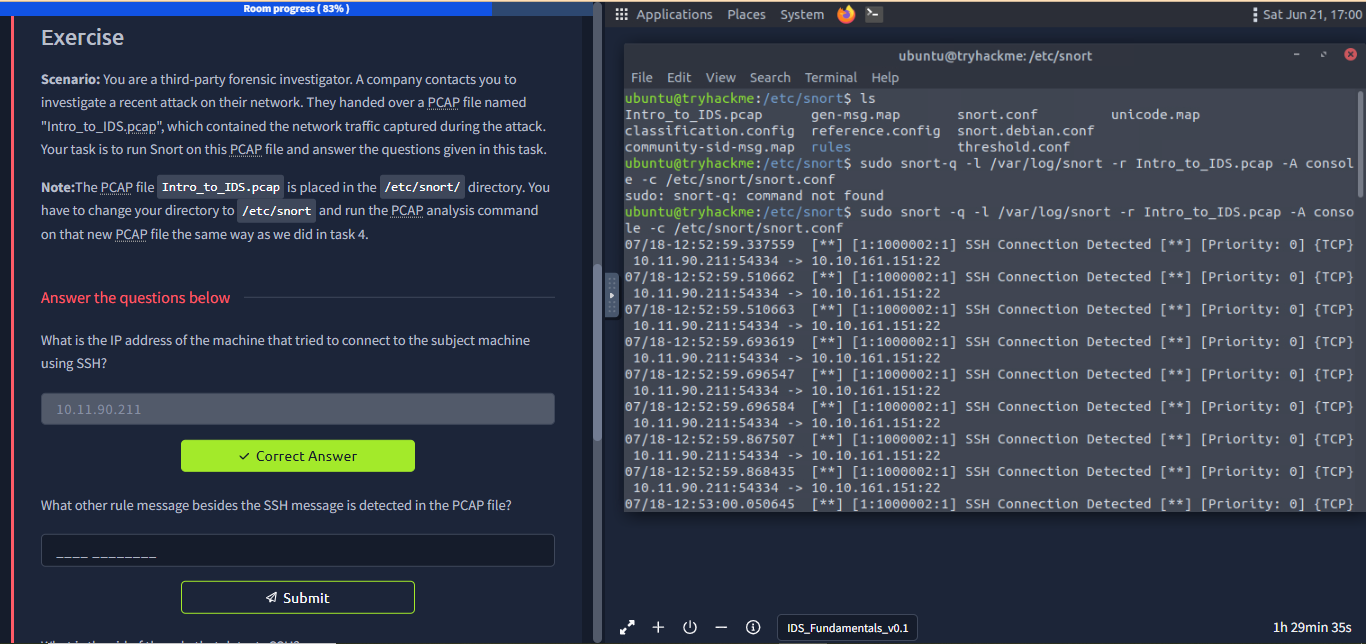 Room progress ( 83% )
Exercise
Scenario: You are a third-party forensic investigator. A company contacts you to
investigate a recent attack on their network. They handed over a PCAP file named
"Intro_to_IDS.pcap", which contained the network traffic captured during the attack.
Your task is to run Snort on this PCAP file and answer the questions given in this task.
Note:The PCAP file Intro_to_IDS.pcap is placed in the /etc/snort/ directory. You
have to change your directory to /etc/snort and run the PCAP analysis command
on that new PCAP file the same way as we did in task 4.
Answer the questions below
What is the IP address of the machine that tried to connect to the subject machine
using SSH?
10.11.90.211
Correct Answer
What other rule message besides the SSH message is detected in the PCAP file?
____ ________
Submit
Applications Places System Sat Jun 21, 17:00
ubuntu@tryhackme: /etc/snort
File Edit View Search Terminal Help
ubuntu@tryhackme:/etc/snort$ ls
Intro_to_IDS.pcap gen-msg.map snort.conf unicode.map
classification.config reference.config snort.debian.conf
community-sid-msg.map rules threshold.conf
ubuntu@tryhackme:/etc/snort$ sudo snort-q -l /var/log/snort -r Intro_to_IDS.pcap -A consol
e -c /etc/snort/snort.conf
sudo: snort-q: command not found
ubuntu@tryhackme:/etc/snort$ sudo snort -q -l /var/log/snort -r Intro_to_IDS.pcap -A conso
le -c /etc/snort/snort.conf
07/18-12:52:59.337559 [**] [1:1000002:1] SSH Connection Detected [**] [Priority: 0] {TCP}
10.11.90.211:54334 -> 10.10.161.151:22
07/18-12:52:59.510662 [**] [1:1000002:1] SSH Connection Detected [**] [Priority: 0] {TCP}
10.11.90.211:54334 -> 10.10.161.151:22
07/18-12:52:59.510663 [**] [1:1000002:1] SSH Connection Detected [**] [Priority: 0] {TCP}
10.11.90.211:54334 -> 10.10.161.151:22
07/18-12:52:59.693619 [**] [1:1000002:1] SSH Connection Detected [**] [Priority: 0] {TCP}
10.11.90.211:54334 -> 10.10.161.151:22
07/18-12:52:59.696547 [**] [1:1000002:1] SSH Connection Detected [**] [Priority: 0] {TCP}
10.11.90.211:54334 -> 10.10.161.151:22
07/18-12:52:59.696584 [**] [1:1000002:1] SSH Connection Detected [**] [Priority: 0] {TCP}
10.11.90.211:54334 -> 10.10.161.151:22
07/18-12:52:59.867507 [**] [1:1000002:1] SSH Connection Detected [**] [Priority: 0] {TCP}
10.11.90.211:54334 -> 10.10.161.151:22
07/18-12:52:59.868435 [**] [1:1000002:1] SSH Connection Detected [**] [Priority: 0] {TCP}
10.11.90.211:54334 -> 10.10.161.151:22
07/18-12:53:00.050645 [**] [1:1000002:1] SSH Connection Detected [**] [Priority: 0] {TCP}
IDS_Fundamentals_v0.1
1h 29min 35s